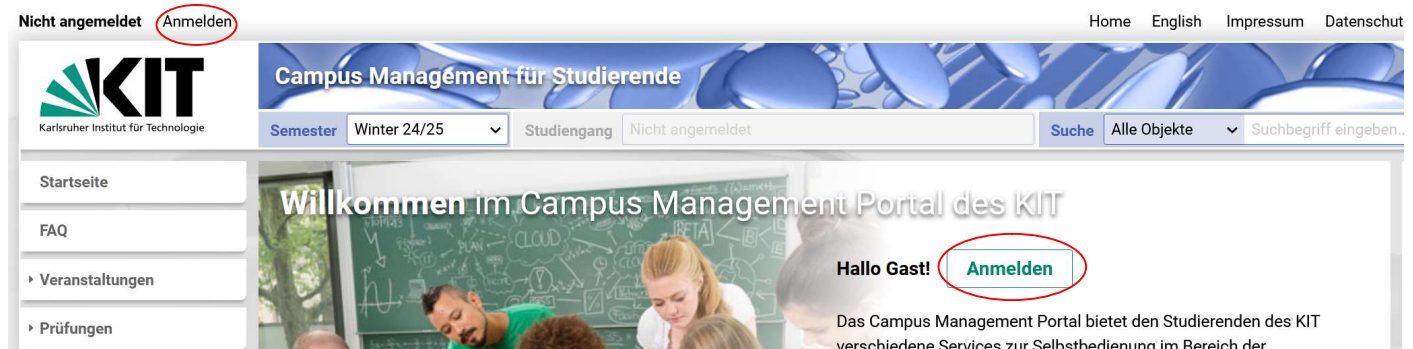 Nicht angemeldet Anmelden Home English Impressum Datenschut
KIT
Karlsruher Institut für Technologie
Campus Management für Studierende
Semester Winter 24/25 Studiengang Nicht angemeldet Suche Alle Objekte Suchbegriff eingeben..
Startseite
FAQ
Veranstaltungen
Prüfungen
Willkommen im Campus Management Portal des KIT
PLAN
CLOUD
BETA
Hallo Gast! Anmelden
Das Campus Management Portal bietet den Studierenden des KIT
verschiedene Services zur Selbstbedienung im Bereich der